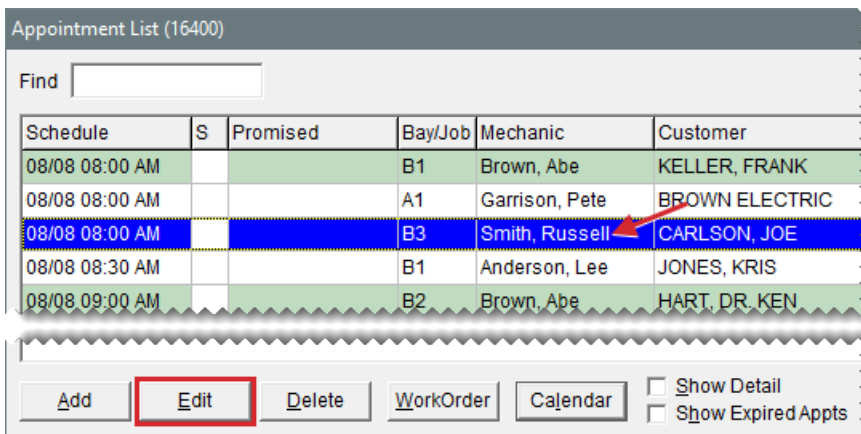 Appointment List (16400)
Find
Schedule S Promised Bay/Job Mechanic Customer
08/08 08:00 AM B1 Brown, Abe KELLER, FRANK
08/08 08:00 AM A1 Garrison, Pete BROWN ELECTRIC
08/08 08:00 AM B3 Smith, Russell CARLSON, JOE
08/08 08:30 AM B1 Anderson, Lee JONES, KRIS
08/08 09:00 AM B2 Brown, Abe HART, DR. KEN
Add Edit Delete WorkOrder Calendar Show Detail
Show Expired Appts